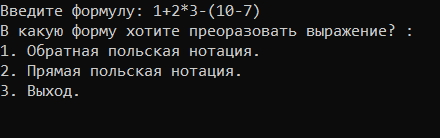 Введите формулу: 1+2*3-(10-7)
В какую форму хотите преоразовать выражение? :
1. Обратная польская нотация.
2. Прямая польская нотация.
3. Выход.